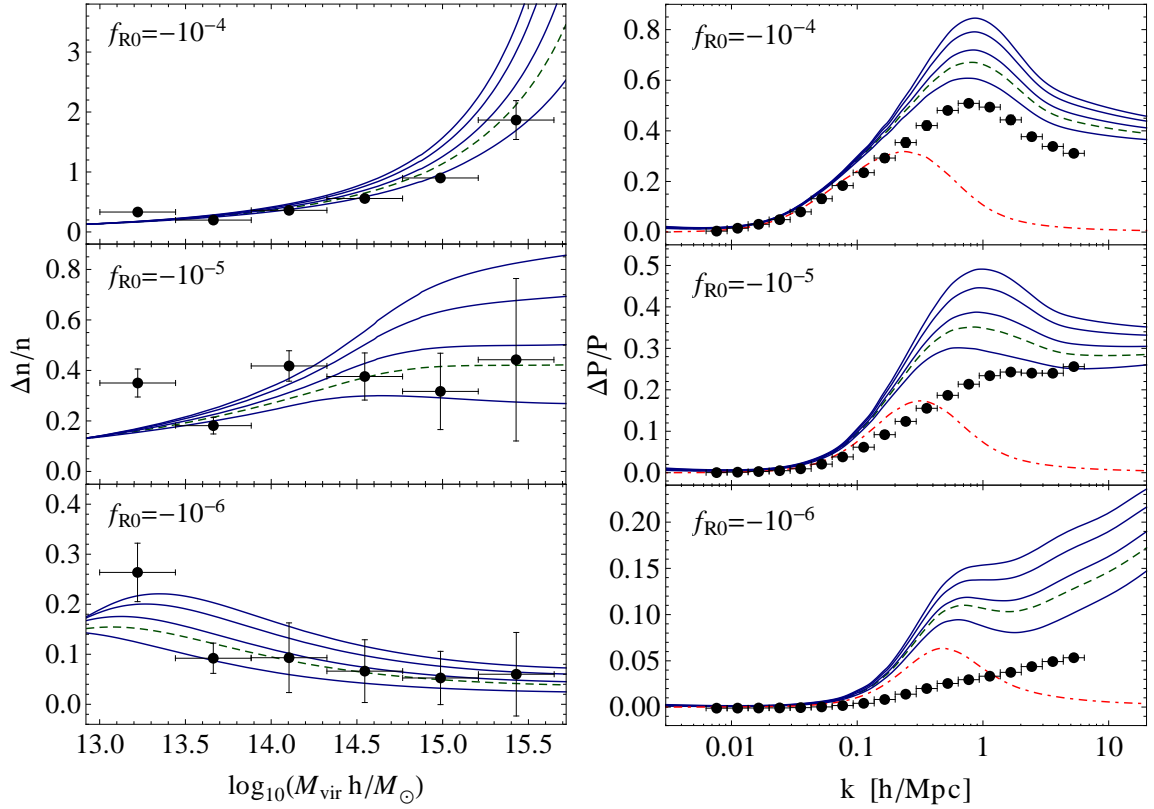 f_R0=−10^−4
3
2
1
0
Δn/n
f_R0=−10^−5
0.8
0.6
0.4
0.2
0.0
f_R0=−10^−6
0.4
0.3
0.2
0.1
0.0
13.0 13.5 14.0 14.5 15.0 15.5
log₁₀(M_vir h/M_⊙)
f_R0=−10^−4
0.8
0.6
0.4
0.2
0.0
ΔP/P
f_R0=−10^−5
0.5
0.4
0.3
0.2
0.1
0.0
f_R0=−10^−6
0.20
0.15
0.10
0.05
0.00
0.01 0.1 1 10
k [h/Mpc]